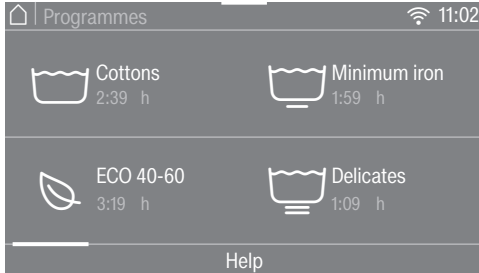 Programmes 11:02
Cottons
2:39 h
Minimum iron
1:59 h
ECO 40-60
3:19 h
Delicates
1:09 h
Help